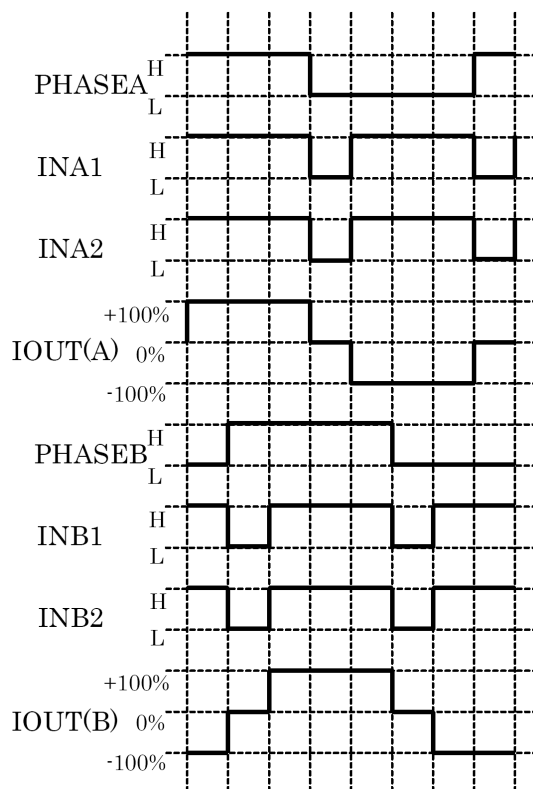 H
PHASEA
L
H
INA1
L
H
INA2
L
+100%
IOUT(A) 0%
-100%
H
PHASEB
L
H
INB1
L
H
INB2
L
+100%
IOUT(B) 0%
-100%